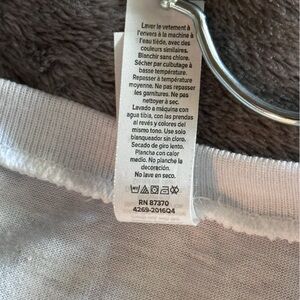 Laver le vêtement à
l'envers à la machine à
l'eau tiède, avec des
couleurs similaires.
Blanchir sans chlore.
Sécher par culbutage à
basse température.
Repasser à température
moyenne. Ne pas repasser
les garnitures. Ne pas
nettoyer à sec.
Lavado a máquina con
agua tibia, con las prendas
al revés y colores del
mismo tono. Use solo
blanqueador sin cloro.
Secado de giro lento.
Plancha con calor
medio. No planche la
decoración.
No lave en seco.
RN 87370
4269-2016Q4